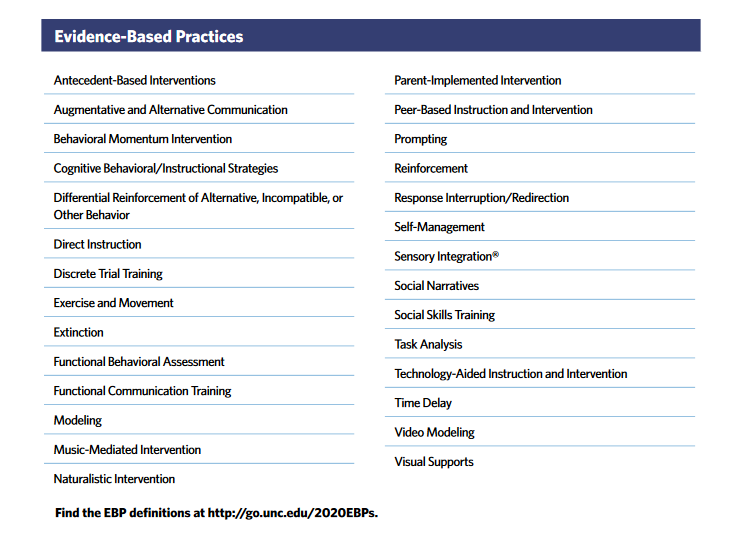 Evidence-Based Practices
Antecedent-Based Interventions
Augmentative and Alternative Communication
Behavioral Momentum Intervention
Cognitive Behavioral/Instructional Strategies
Differential Reinforcement of Alternative, Incompatible, or
Other Behavior
Direct Instruction
Discrete Trial Training
Exercise and Movement
Extinction
Functional Behavioral Assessment
Functional Communication Training
Modeling
Music-Mediated Intervention
Naturalistic Intervention
Parent-Implemented Intervention
Peer-Based Instruction and Intervention
Prompting
Reinforcement
Response Interruption/Redirection
Self-Management
Sensory Integration®
Social Narratives
Social Skills Training
Task Analysis
Technology-Aided Instruction and Intervention
Time Delay
Video Modeling
Visual Supports
Find the EBP definitions at http://go.unc.edu/2020EBPs.